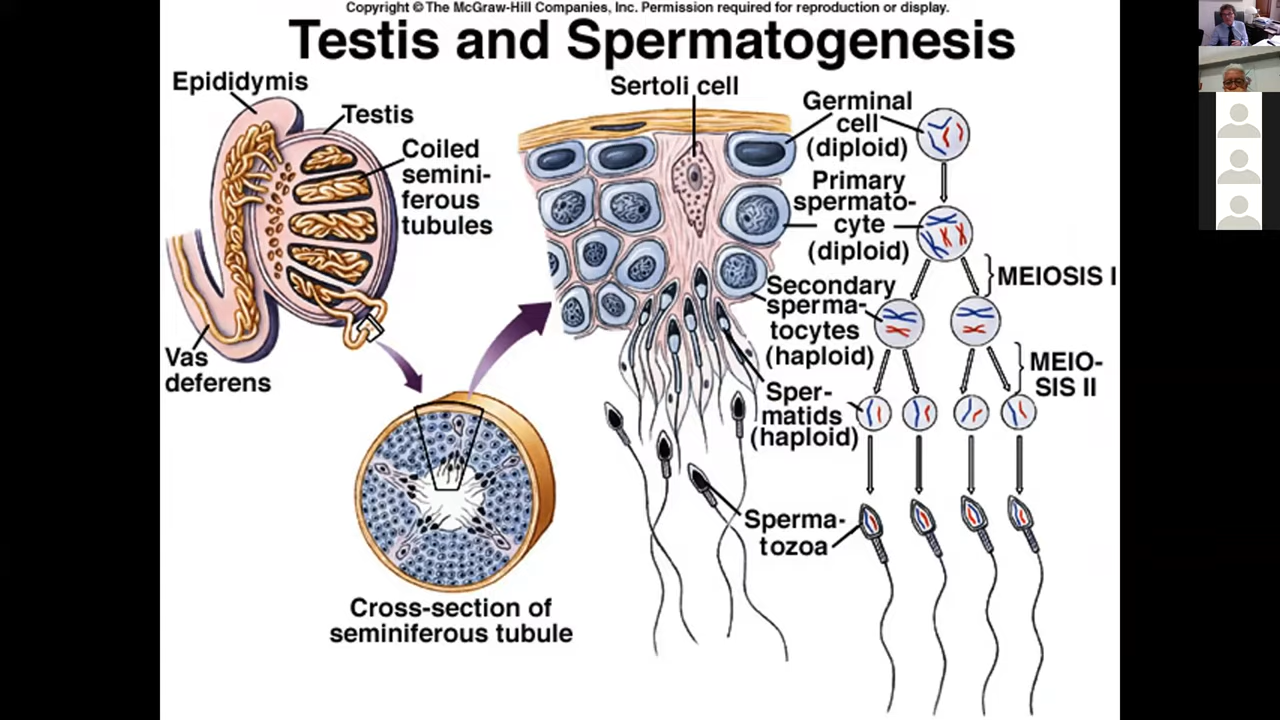 Copyright © The McGraw-Hill Companies, Inc. Permission required for reproduction or display.
Testis and Spermatogenesis
Epididymis
Testis
Coiled
semini-
ferous
tubules
Vas
deferens
Cross-section of
seminiferous tubule
Sertoli cell
Germinal
cell
(diploid)
Primary
spermato-
cyte
(diploid)
MEIOSIS I
Secondary
sperma-
tocytes
(haploid)
MEIO-
SIS II
Sper-
matids
(haploid)
Sperma-
tozoa